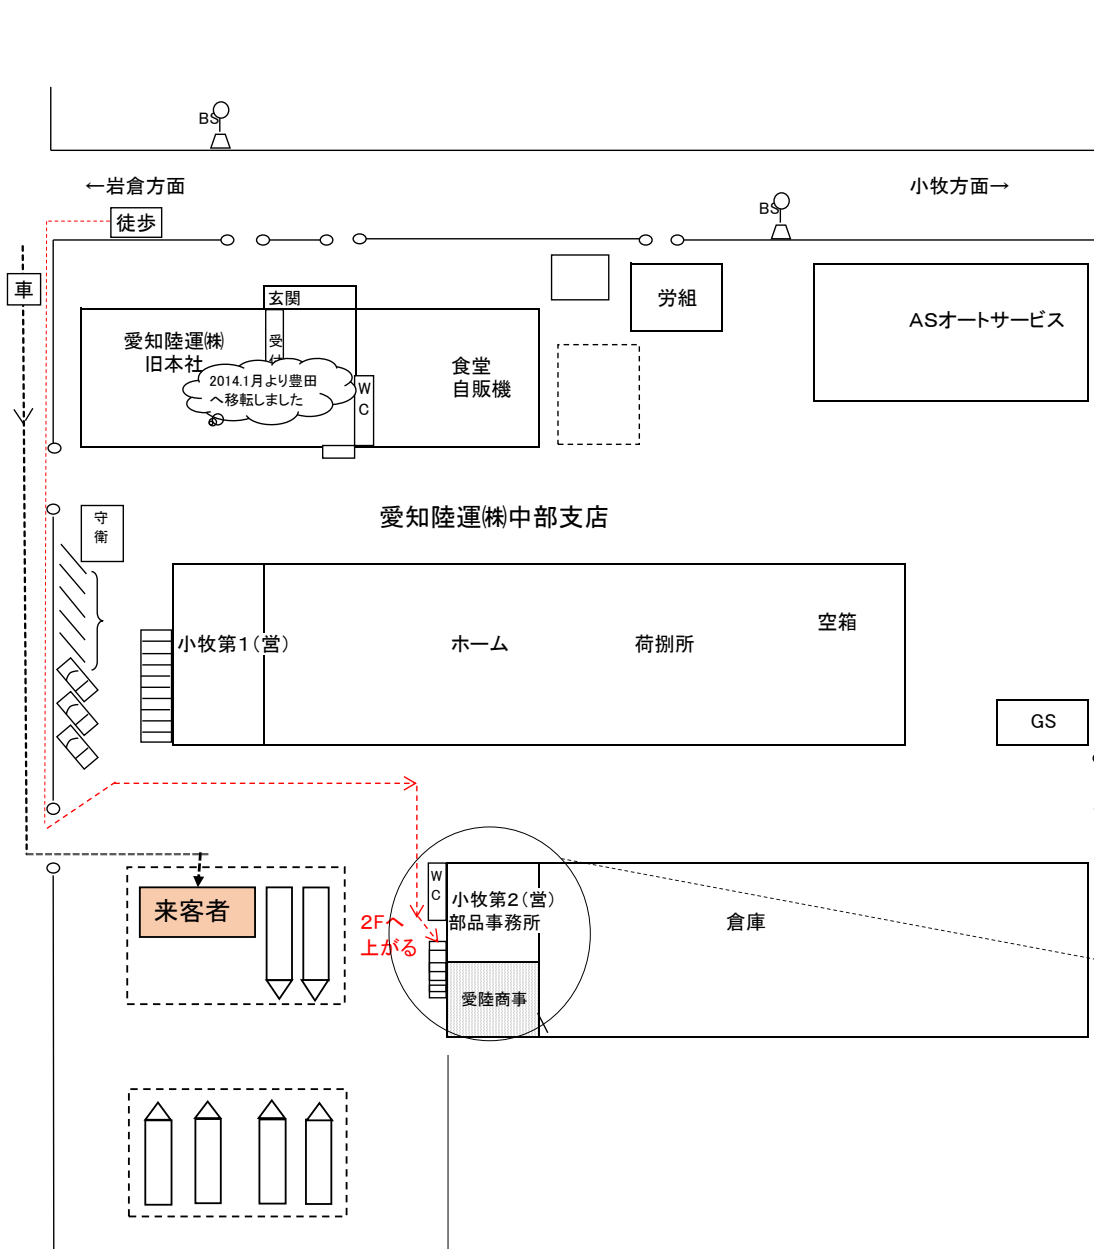 BS
←岩倉方面
小牧方面→
BS
徒歩
車
玄関
労組
ASオートサービス
愛知陸運㈱
旧本社
受
付
食堂
自販機
2014.1月より豊田
へ移転しました
W
C
守
衛
愛知陸運㈱中部支店
小牧第1(営)
ホーム
荷捌所
空箱
GS
W
C
小牧第2(営)
部品事務所
倉庫
来客者
2Fへ
上がる
愛陸商事